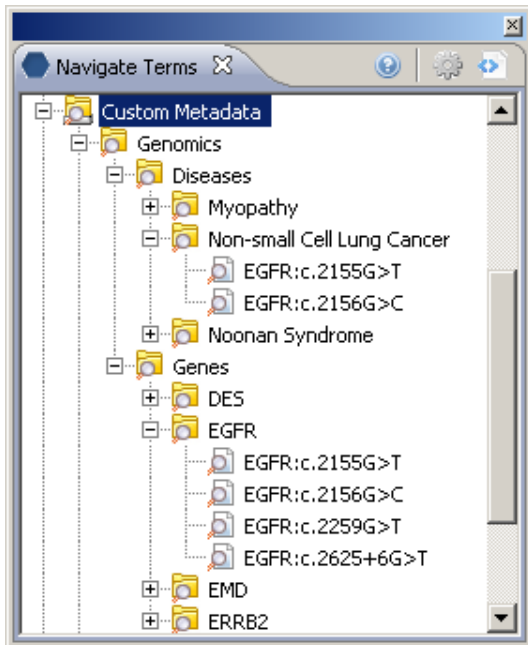 Navigate Terms
Custom Metadata
Genomics
Diseases
Myopathy
Non-small Cell Lung Cancer
EGFR:c.2155G>T
EGFR:c.2156G>C
Noonan Syndrome
Genes
DES
EGFR
EGFR:c.2155G>T
EGFR:c.2156G>C
EGFR:c.2259G>T
EGFR:c.2625+6G>T
EMD
ERRB2